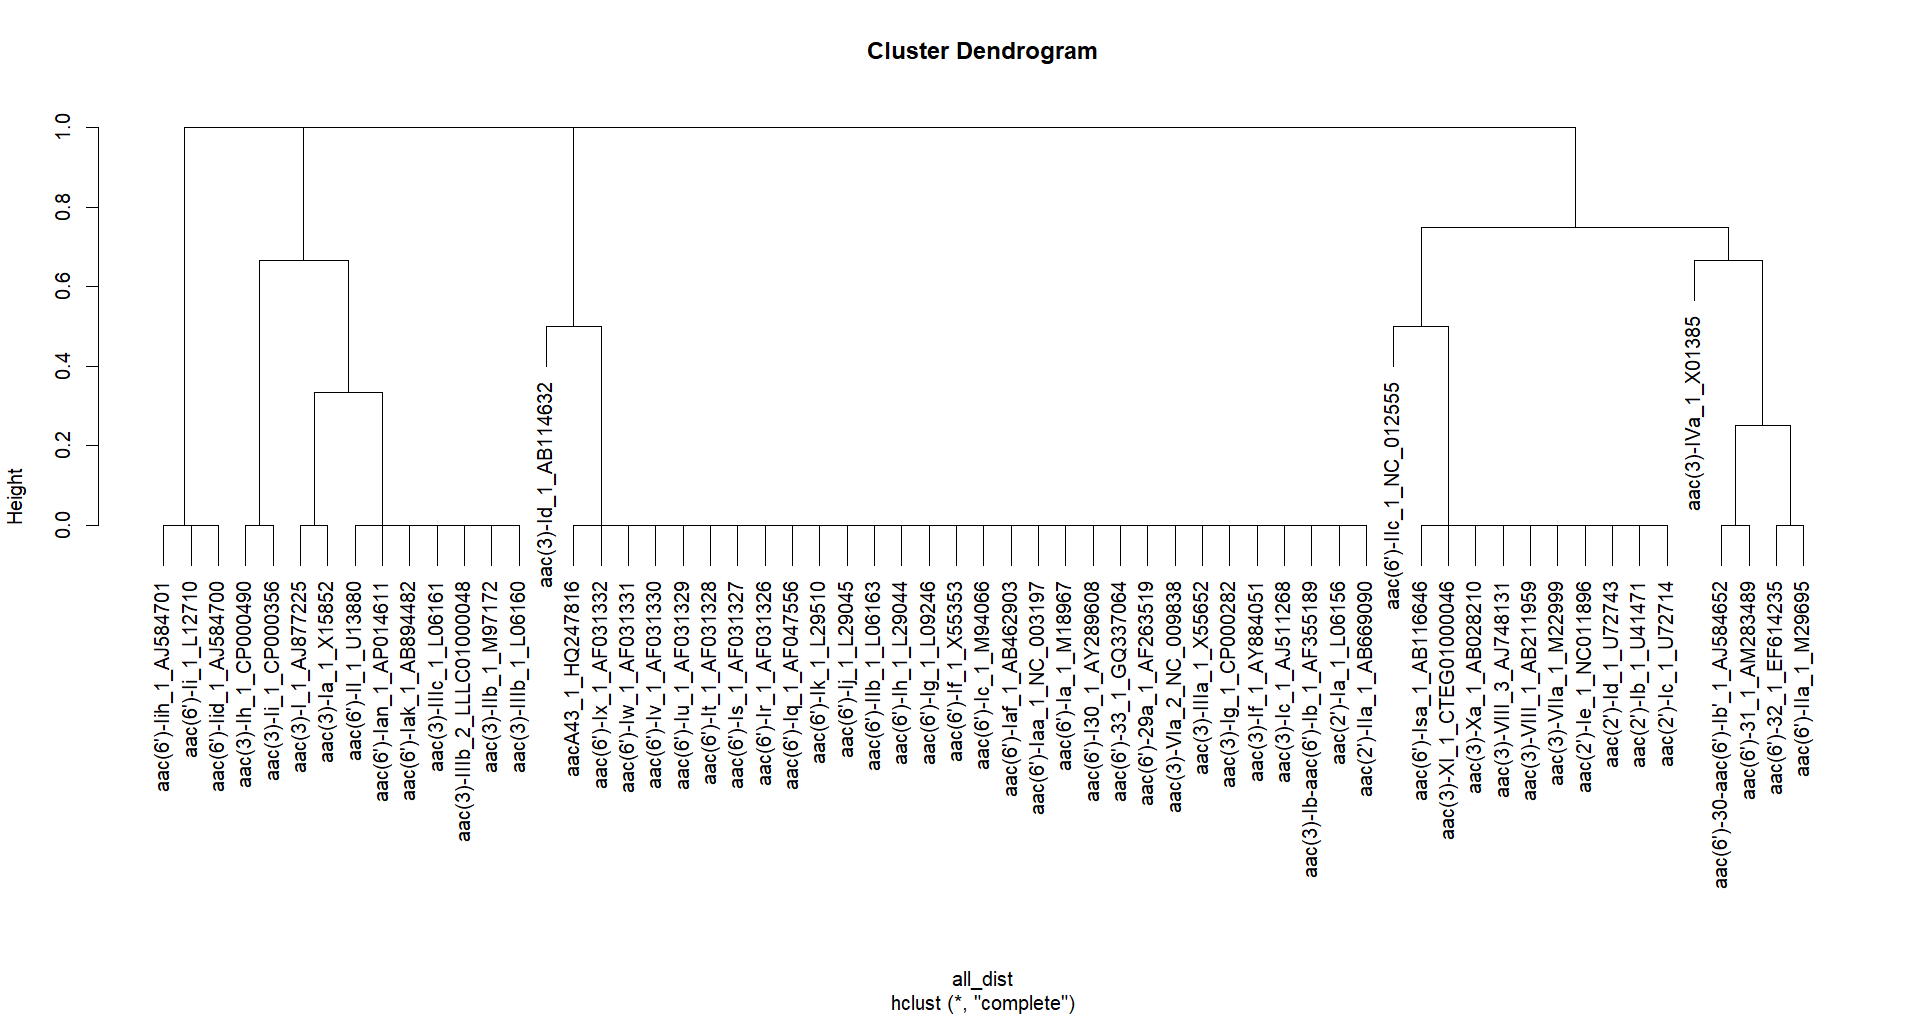 Cluster Dendrogram
Height
1.0
0.8
0.6
0.4
0.2
0.0
aac(6')-Iih_1_AJ584701
aac(6')-Ii_1_L12710
aac(6')-Iid_1_AJ584700
aac(3)-Ih_1_CP000490
aac(3)-Ii_1_CP000356
aac(3)-I_1_AJ877225
aac(3)-Ia_1_X15852
aac(6')-Il_1_U13880
aac(6')-Ian_1_AP014611
aac(6')-Iak_1_AB894482
aac(3)-IIIc_1_L06161
aac(3)-IIIb_2_LLLC01000048
aac(3)-IIb_1_M97172
aac(3)-IIIb_1_L06160
aac(3)-Id_1_AB114632
aacA43_1_HQ247816
aac(6')-Ix_1_AF031332
aac(6')-Iw_1_AF031331
aac(6')-Iv_1_AF031330
aac(6')-Iu_1_AF031329
aac(6')-It_1_AF031328
aac(6')-Is_1_AF031327
aac(6')-Ir_1_AF031326
aac(6')-Iq_1_AF047556
aac(6')-Ik_1_L29510
aac(6')-Ij_1_L29045
aac(6')-IIb_1_L06163
aac(6')-Ih_1_L29044
aac(6')-Ig_1_L09246
aac(6')-If_1_X55353
aac(6')-Ic_1_M94066
aac(6')-Iaf_1_AB462903
aac(6')-Iaa_1_NC_003197
aac(6')-Ia_1_M18967
aac(6')-I30_1_AY289608
aac(6')-33_1_GQ337064
aac(6')-29a_1_AF263519
aac(3)-VIa_2_NC_009838
aac(3)-IIIa_1_X55652
aac(3)-Ig_1_CP000282
aac(3)-If_1_AY884051
aac(3)-Ic_1_AJ511268
aac(3)-Ib-aac(6')-Ib_1_AF355189
aac(2')-Ia_1_L06156
aac(2')-IIa_1_AB669090
aac(6')-IIc_1_NC_012555
aac(6')-Isa_1_AB116646
aac(3)-XI_1_CTEG01000046
aac(3)-Xa_1_AB028210
aac(3)-VIII_3_AJ748131
aac(3)-VIII_1_AB211959
aac(3)-VIIa_1_M22999
aac(2')-Ie_1_NC011896
aac(2')-Id_1_U72743
aac(2')-Ib_1_U41471
aac(2')-Ic_1_U72714
aac(3)-IVa_1_X01385
aac(6')-30-aac(6')-Ib'_1_AJ584652
aac(6')-31_1_AM283489
aac(6')-32_1_EF614235
aac(6')-IIa_1_M29695
all_dist
hclust (*, "complete")